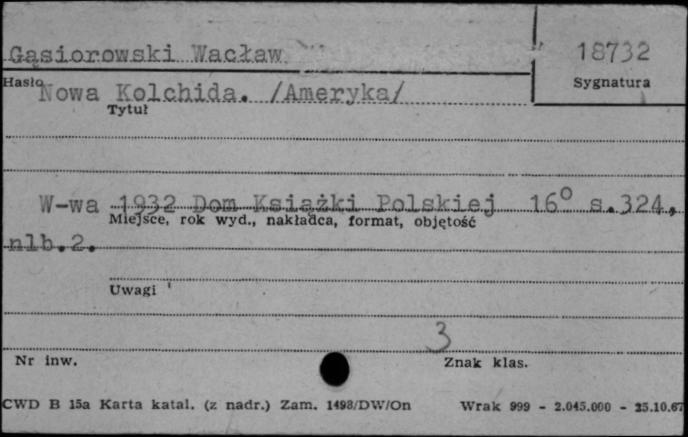 Gąsiorowski Wacław
18732
Hasło
Sygnatura
Nowa Kolchida. /Ameryka/
Tytuł
W-wa 1932 Dom Książki Polskiej 16° s.324,
Miejsce, rok wyd., nakładca, format, objętość
nlb.2.
Uwagi
3
Nr inw.
Znak klas.
CWD B 15a Karta katal. (z nadr.) Zam. 1498/DW/On Wrak 999 - 2.045.000 - 25.10.67